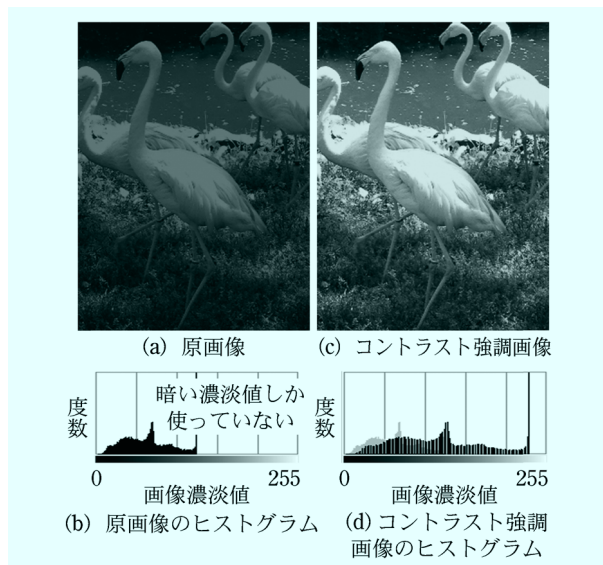 (a) 原画像
(c) コントラスト強調画像
度数
暗い濃淡値しか
使っていない
0
255
画像濃淡値
(b) 原画像のヒストグラム
度数
0
255
画像濃淡値
(d) コントラスト強調
画像のヒストグラム